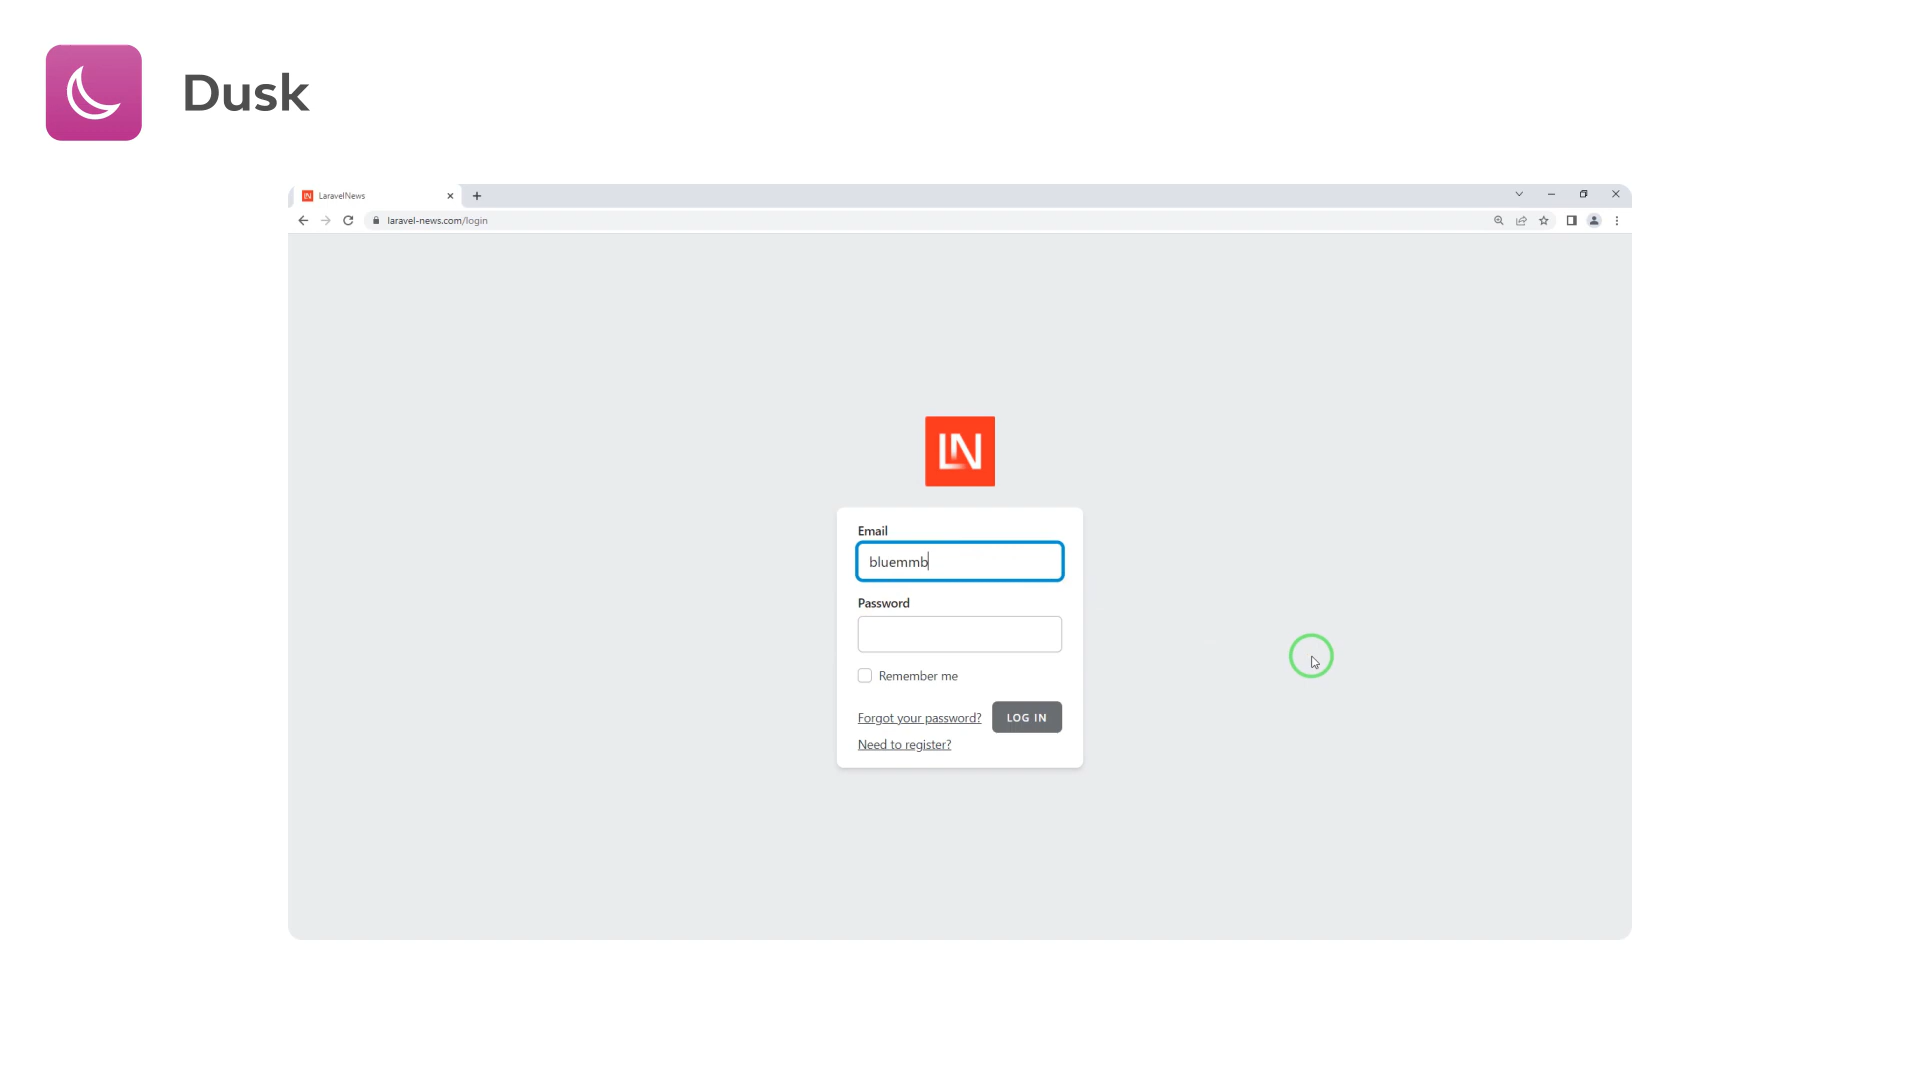 Dusk
LaravelNews
laravel-news.com/login
LN
Email
bluemmb
Password
Remember me
Forgot your password?
LOG IN
Need to register?